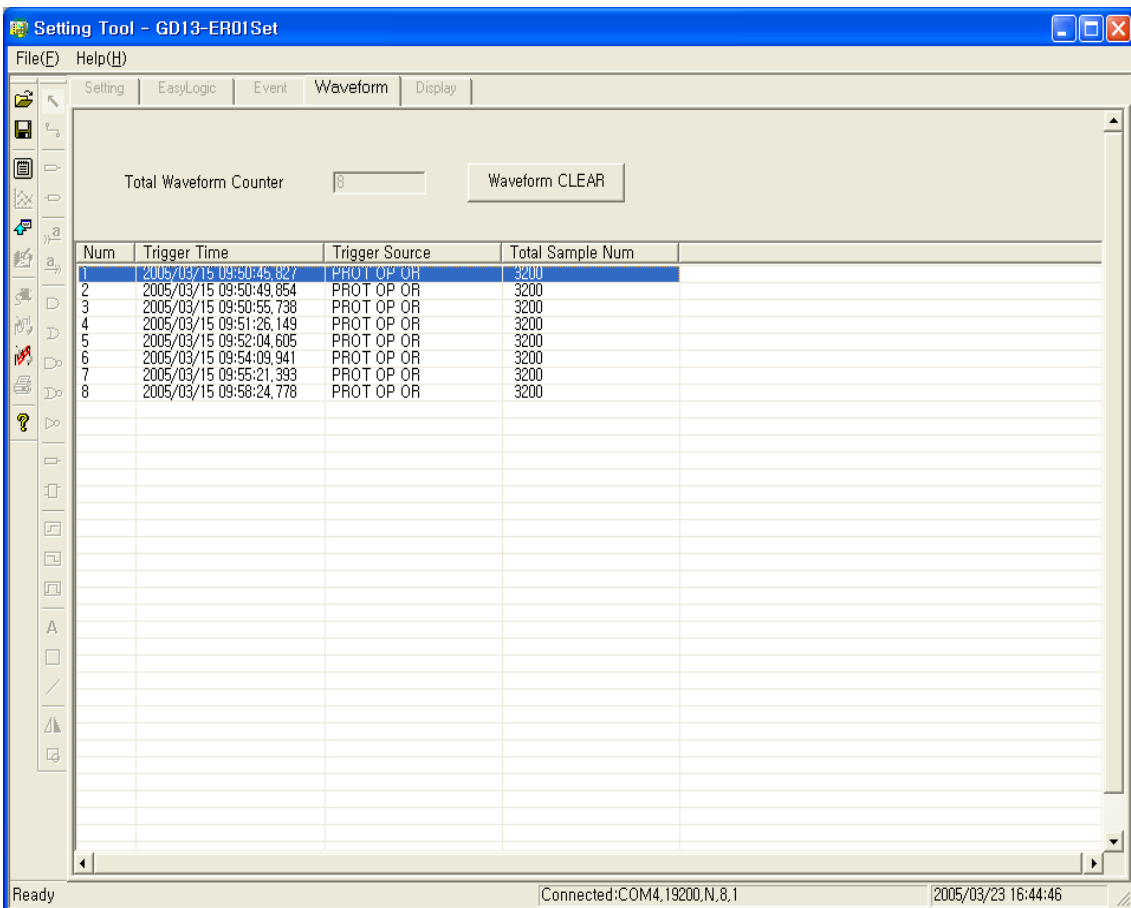 Setting Tool - GD13-ER01Set
File(F) Help(H)
Setting EasyLogic Event Waveform Display
Total Waveform Counter 8 Waveform CLEAR
Num Trigger Time Trigger Source Total Sample Num
1 2005/03/15 09:50:45,827 PROT OP OR 3200
2 2005/03/15 09:50:49,854 PROT OP OR 3200
3 2005/03/15 09:50:55,738 PROT OP OR 3200
4 2005/03/15 09:51:26,149 PROT OP OR 3200
5 2005/03/15 09:52:04,605 PROT OP OR 3200
6 2005/03/15 09:54:09,941 PROT OP OR 3200
7 2005/03/15 09:55:21,393 PROT OP OR 3200
8 2005/03/15 09:58:24,778 PROT OP OR 3200
a
a
A
Ready Connected:COM4,19200,N,8,1 2005/03/23 16:44:46